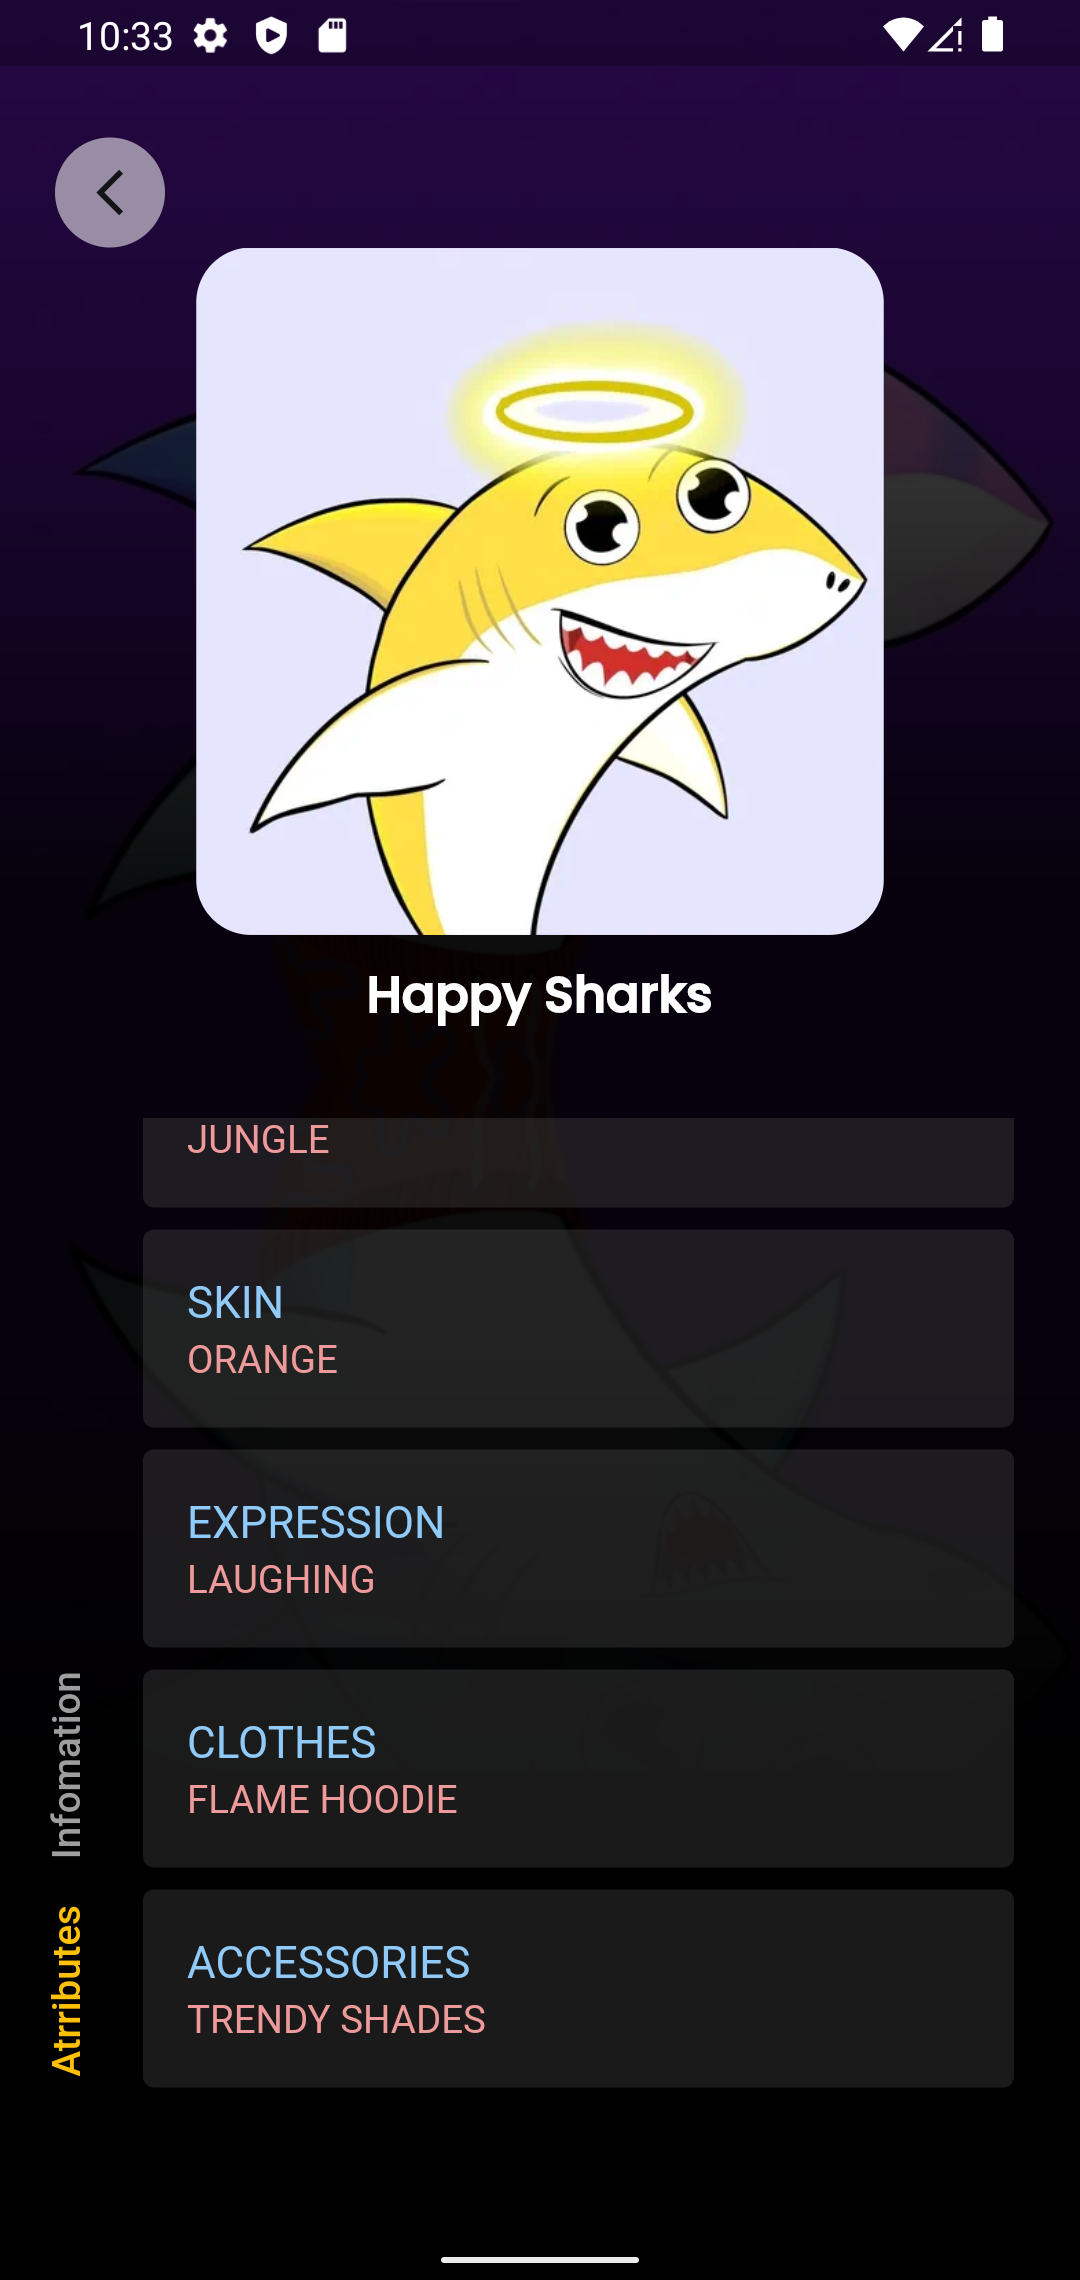 10:33
Happy Sharks
JUNGLE
SKIN
ORANGE
EXPRESSION
LAUGHING
Infomation
CLOTHES
FLAME HOODIE
Atrributes
ACCESSORIES
TRENDY SHADES